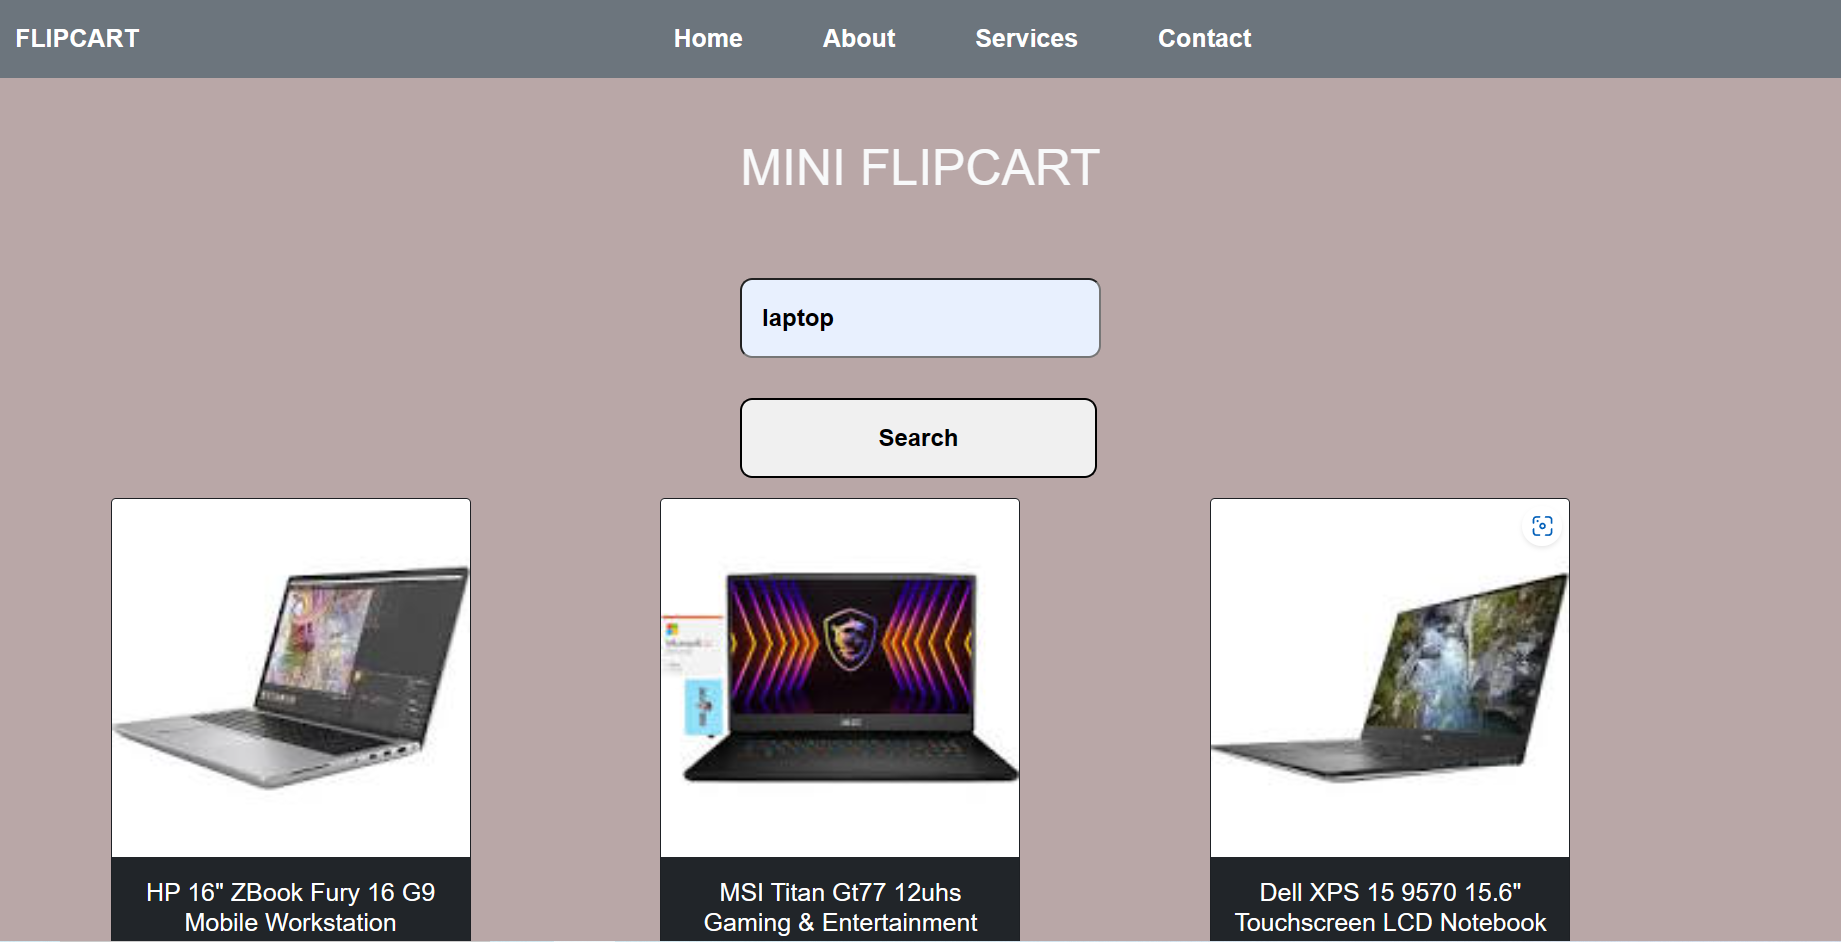 FLIPCART
Home
About
Services
Contact
MINI FLIPCART
laptop
Search
HP 16" ZBook Fury 16 G9
Mobile Workstation
MSI Titan Gt77 12uhs
Gaming & Entertainment
Dell XPS 15 9570 15.6"
Touchscreen LCD Notebook